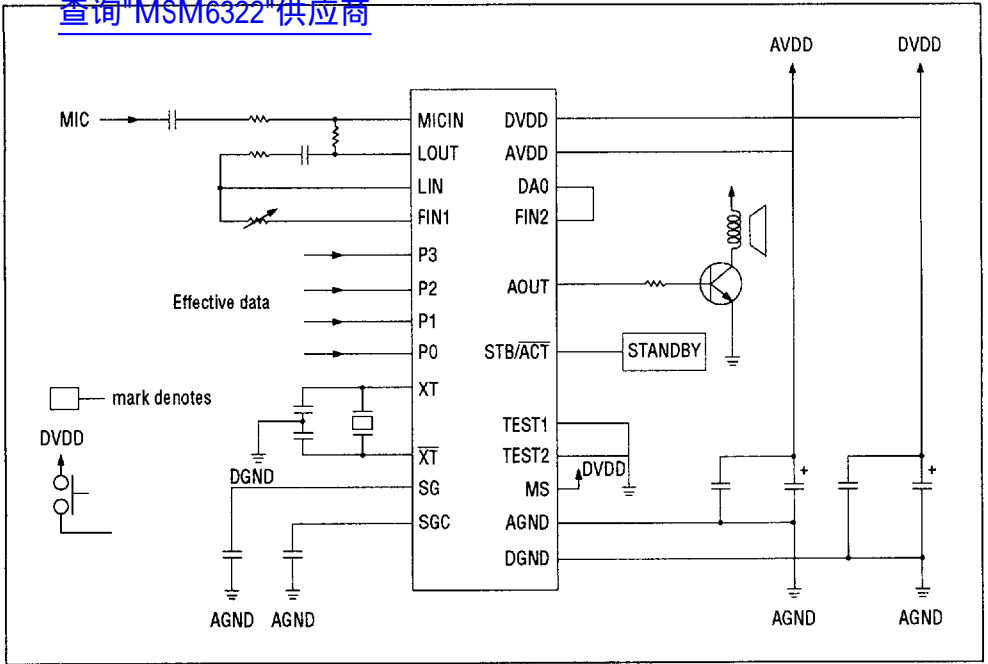 查询"MSM6322"供应商
AVDD
DVDD
MIC
MICIN
DVDD
LOUT
AVDD
LIN
DA0
FIN1
FIN2
P3
P2
AOUT
Effective data
P1
P0
STB/A̅C̅T̅
STANDBY
XT
mark denotes
TEST1
DVDD
X̅T̅
TEST2
DVDD
DGND
SG
MS
SGC
AGND
DGND
AGND
AGND
AGND
AGND